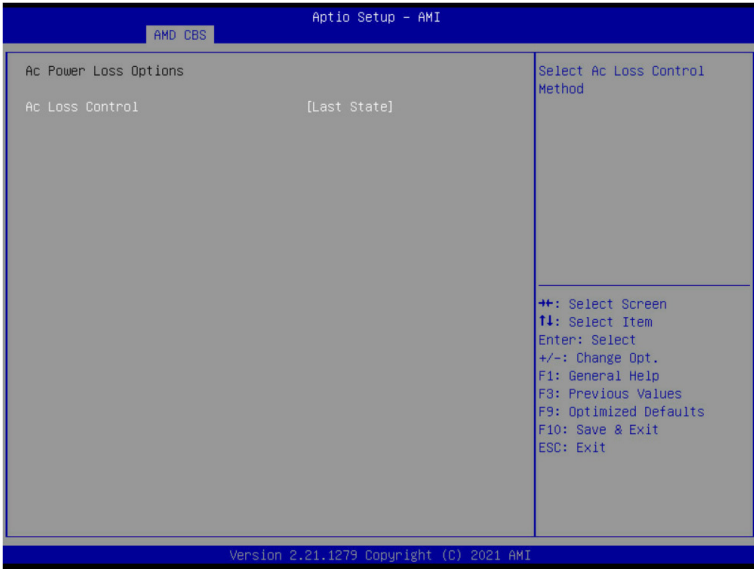 Aptio Setup – AMI
AMD CBS
Ac Power Loss Options
Ac Loss Control [Last State]
Select Ac Loss Control
Method
→←: Select Screen
↑↓: Select Item
Enter: Select
+/-: Change Opt.
F1: General Help
F3: Previous Values
F9: Optimized Defaults
F10: Save & Exit
ESC: Exit
Version 2.21.1279 Copyright (C) 2021 AMI